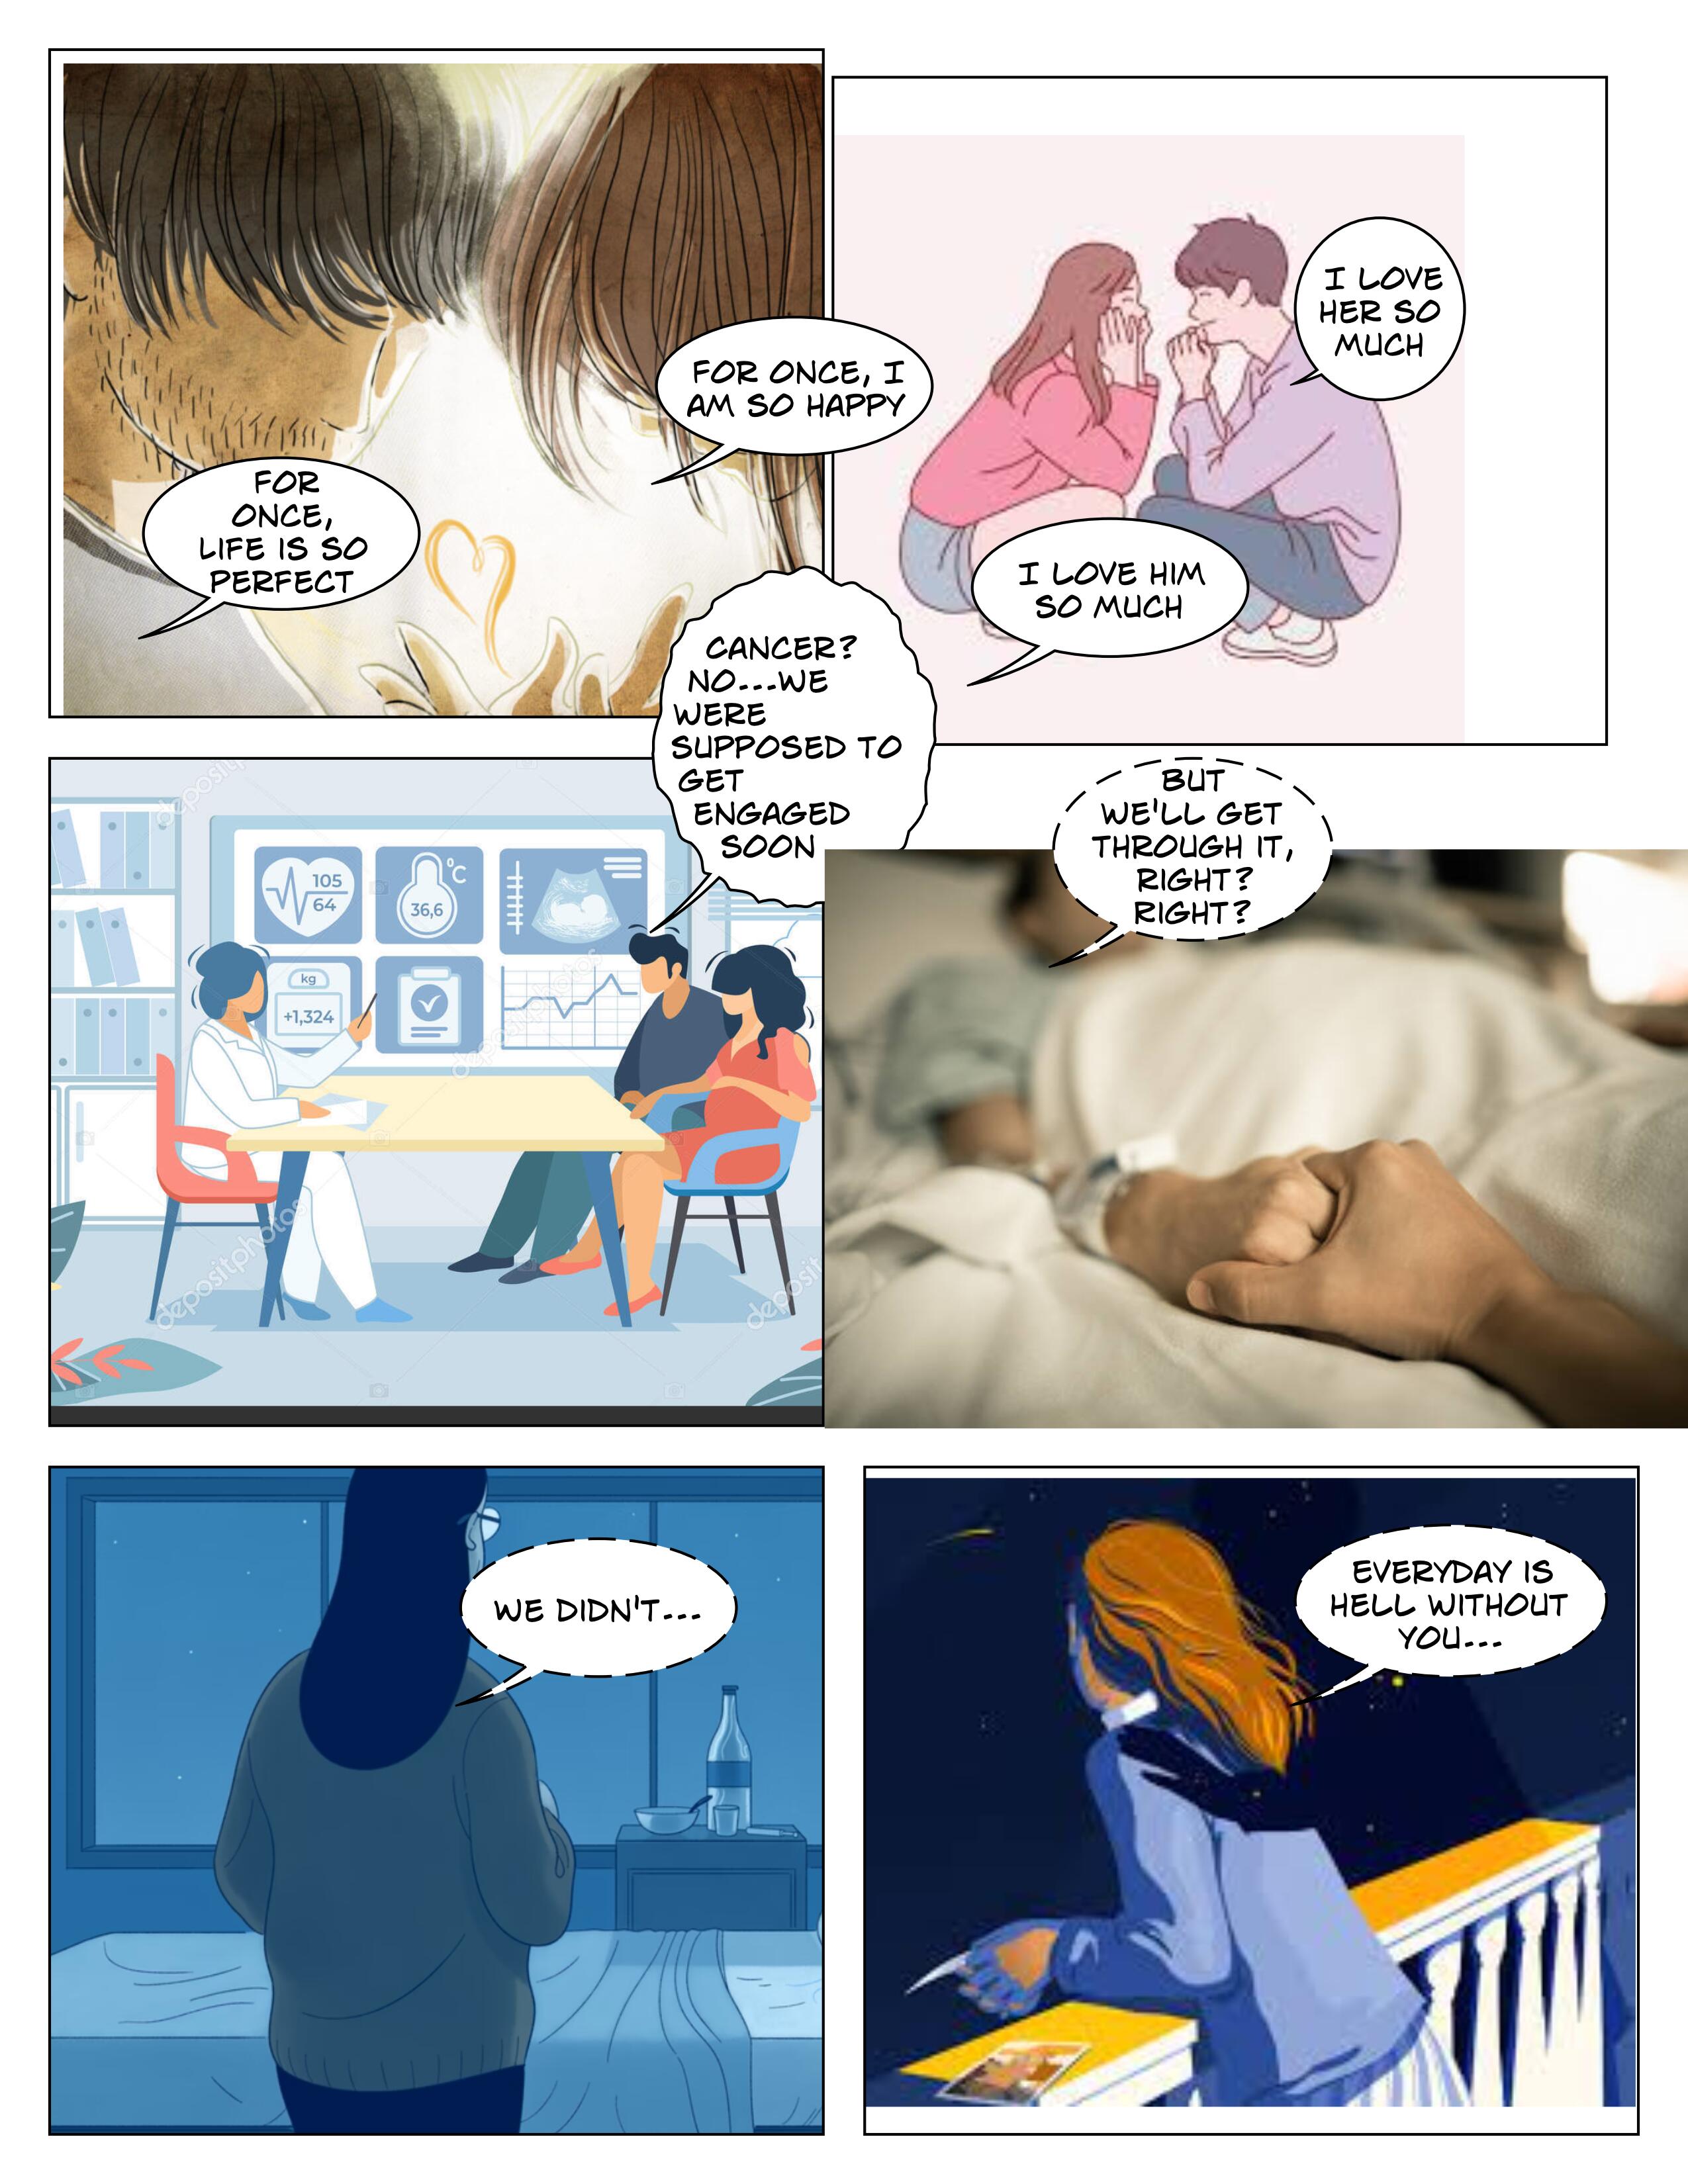 FOR ONCE, I
AM SO HAPPY
FOR
ONCE,
LIFE IS SO
PERFECT
I LOVE
HER SO
MUCH
I LOVE HIM
SO MUCH
CANCER?
NO...WE
WERE
SUPPOSED TO
GET
ENGAGED
SOON
105
64
°C
36,6
kg
+1,324
depositphotos
depositphotos
BUT
WE'LL GET
THROUGH IT,
RIGHT?
RIGHT?
WE DIDN'T...
EVERYDAY IS
HELL WITHOUT
YOU...